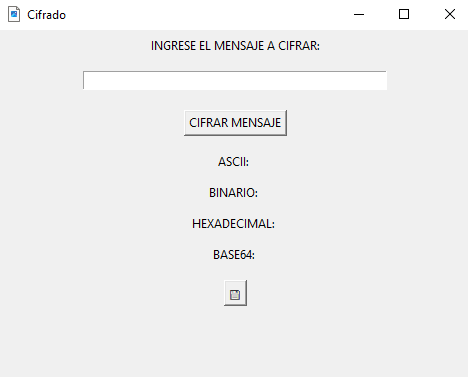 Cifrado
INGRESE EL MENSAJE A CIFRAR:
CIFRAR MENSAJE
ASCII:
BINARIO:
HEXADECIMAL:
BASE64: